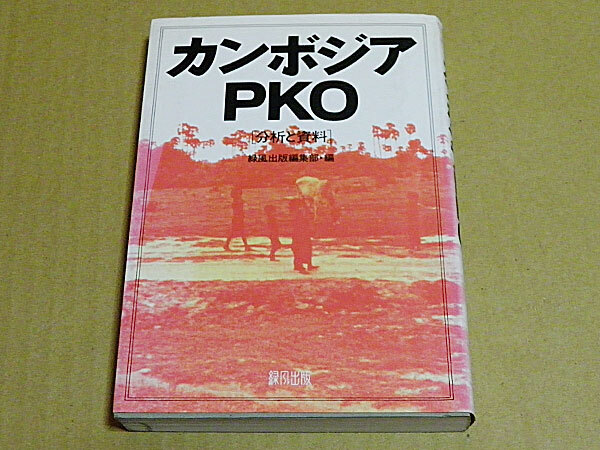 カンボジア
PKO
[分析と資料]
緑風出版編集部・編
緑風出版